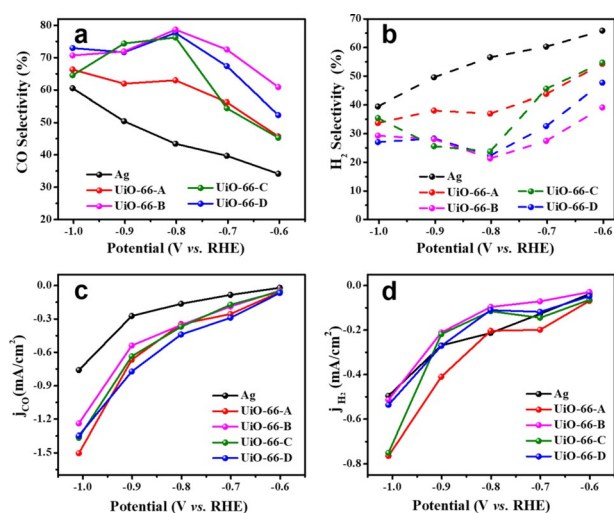 a
CO Selectivity (%)
90
80
70
60
50
40
30
20
Ag
UiO-66-A
UiO-66-B
UiO-66-C
UiO-66-D
-1.0 -0.9 -0.8 -0.7 -0.6
Potential (V vs. RHE)
b
H2 Selectivity (%)
70
60
50
40
30
20
10
0
Ag
UiO-66-A
UiO-66-B
UiO-66-C
UiO-66-D
-1.0 -0.9 -0.8 -0.7 -0.6
Potential (V vs. RHE)
c
jCO(mA/cm2)
0.0
-0.3
-0.6
-0.9
-1.2
-1.5
Ag
UiO-66-A
UiO-66-B
UiO-66-C
UiO-66-D
-1.0 -0.9 -0.8 -0.7 -0.6
Potential (V vs. RHE)
d
jH2 (mA/cm2)
0.0
-0.2
-0.4
-0.6
-0.8
Ag
UiO-66-A
UiO-66-B
UiO-66-C
UiO-66-D
-1.0 -0.9 -0.8 -0.7 -0.6
Potential (V vs. RHE)